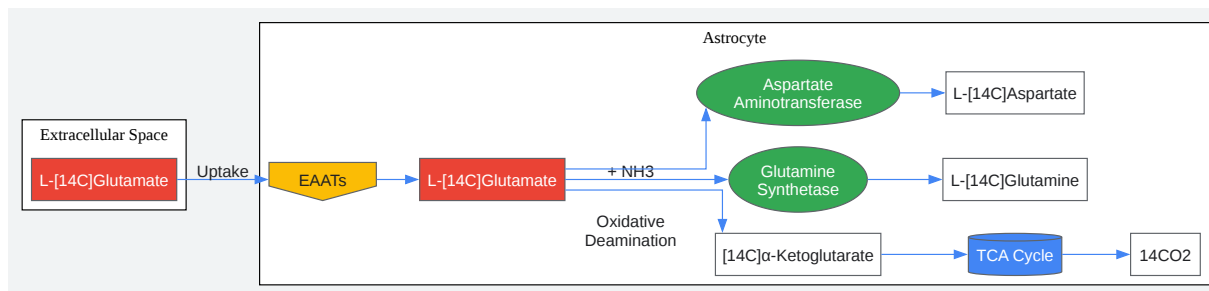 Astrocyte
Aspartate
Aminotransferase
L-[14C]Aspartate
Extracellular Space
L-[14C]Glutamate
Uptake
EAATs
L-[14C]Glutamate
+ NH3
Glutamine
Synthetase
L-[14C]Glutamine
Oxidative
Deamination
[14C]α-Ketoglutarate
TCA Cycle
14CO2